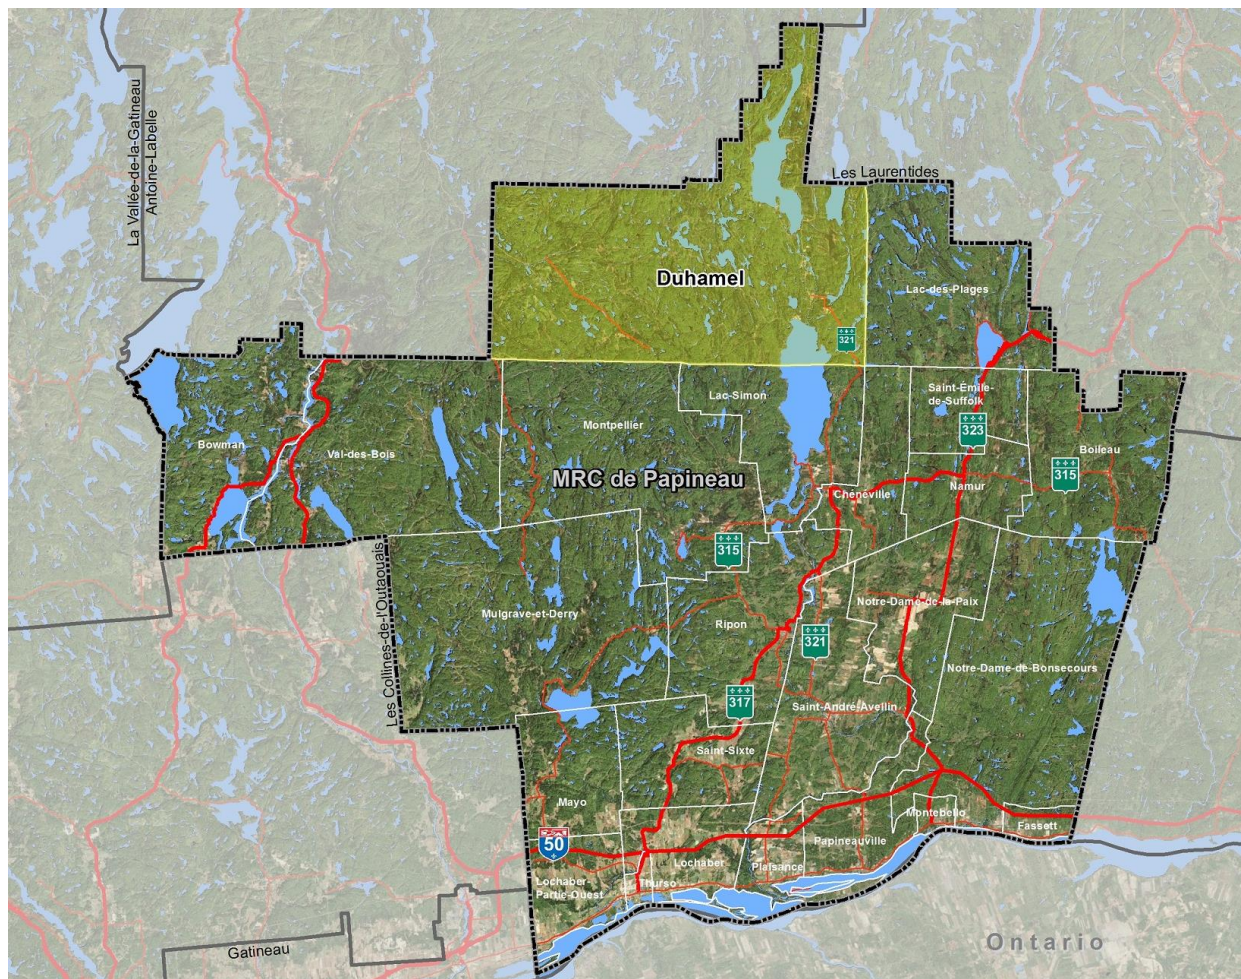 La Vallée-de-la-Gatineau
Antoine-Labelle
Les Laurentides
Duhamel
Lac-des-Plages
321
Saint-Émile-
de-Suffolk
Lac-Simon
Montpellier
323
Bowman
Val-des-Bois
Boileau
315
MRC de Papineau
Namur
Chénéville
315
Les Collines-de-l'Outaouais
Mulgrave-et-Derry
Ripon
Notre-Dame-de-la-Paix
321
Notre-Dame-de-Bonsecours
317
Saint-André-Avellin
Saint-Sixte
Mayo
Montebello
Fassett
50
Papineauville
Lochaber
Plaisance
Lochaber-
Partie-Ouest
Thurso
Gatineau
Ontario